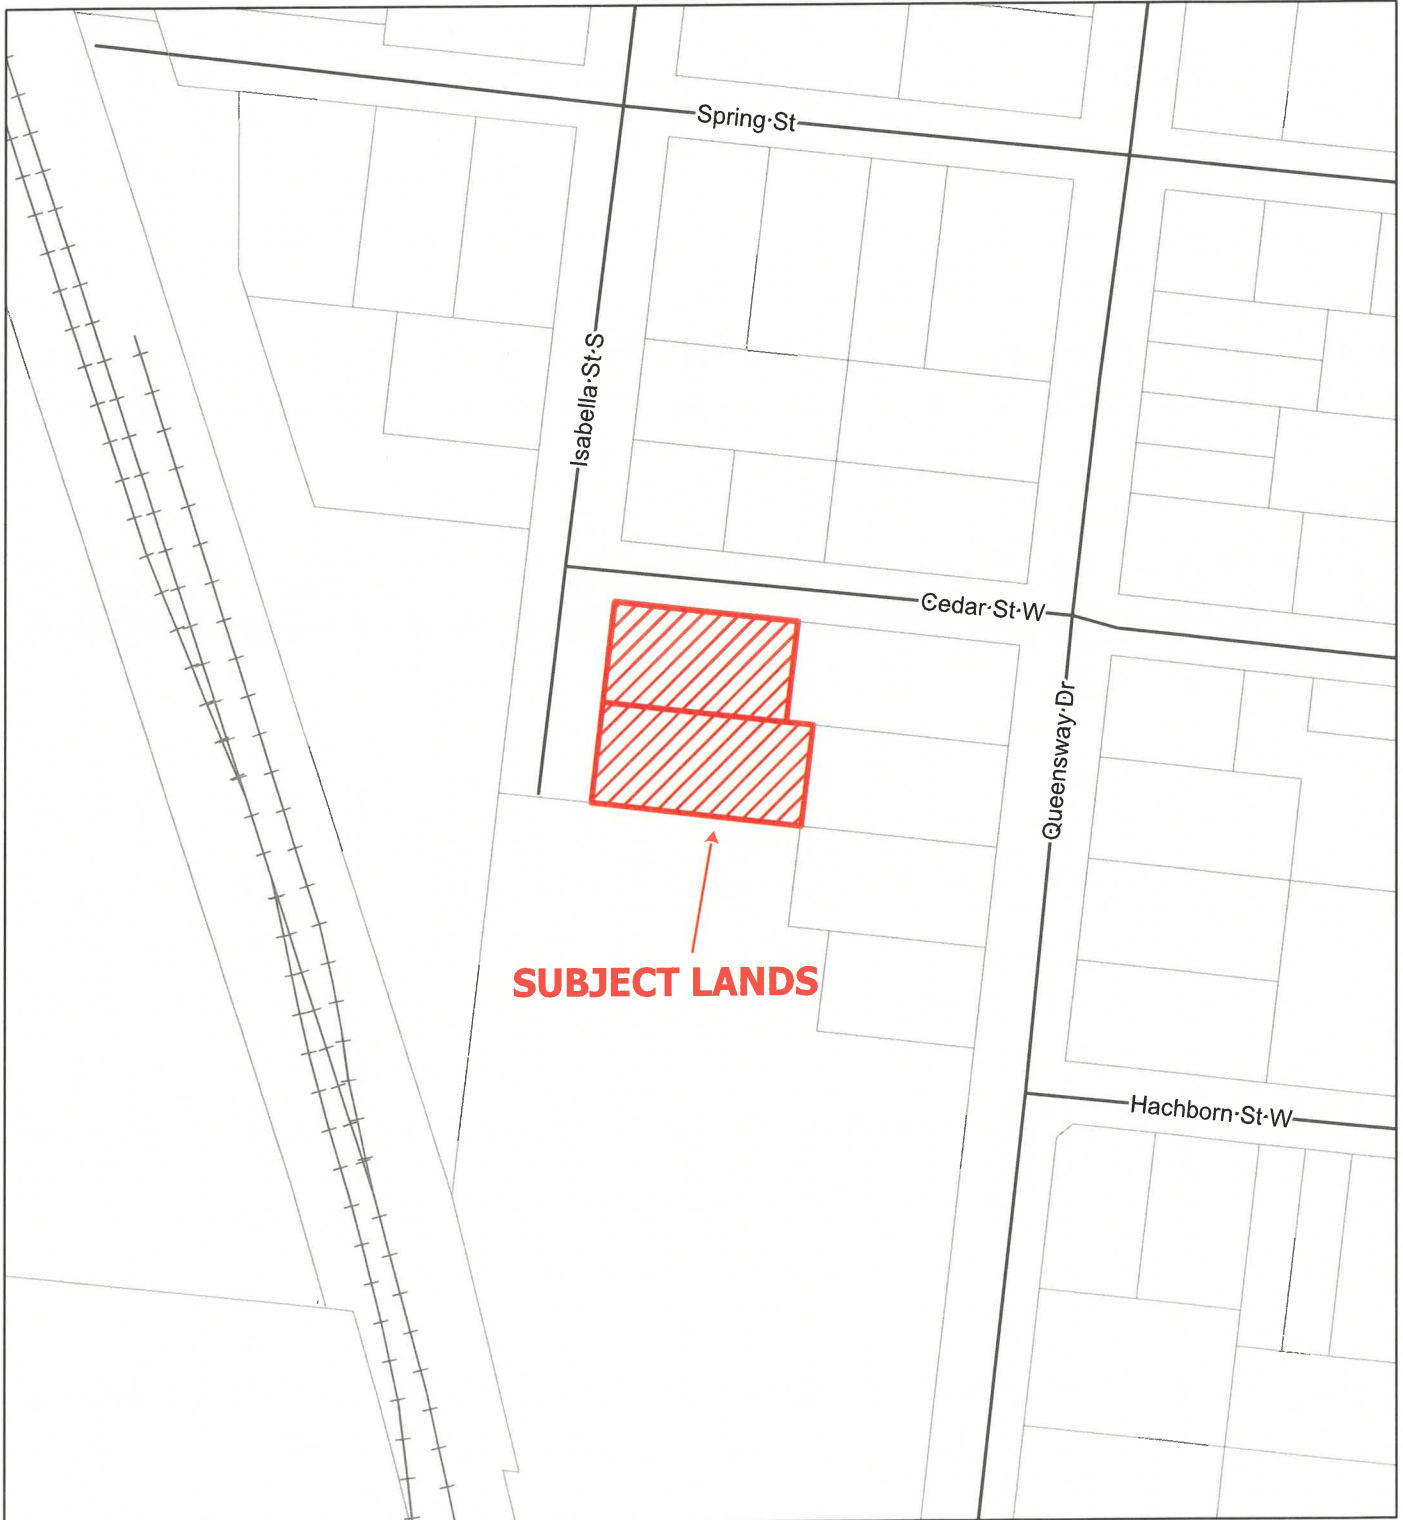 Spring St
Isabella St S
Cedar St W
Queensway Dr
SUBJECT LANDS
Hachborn St W